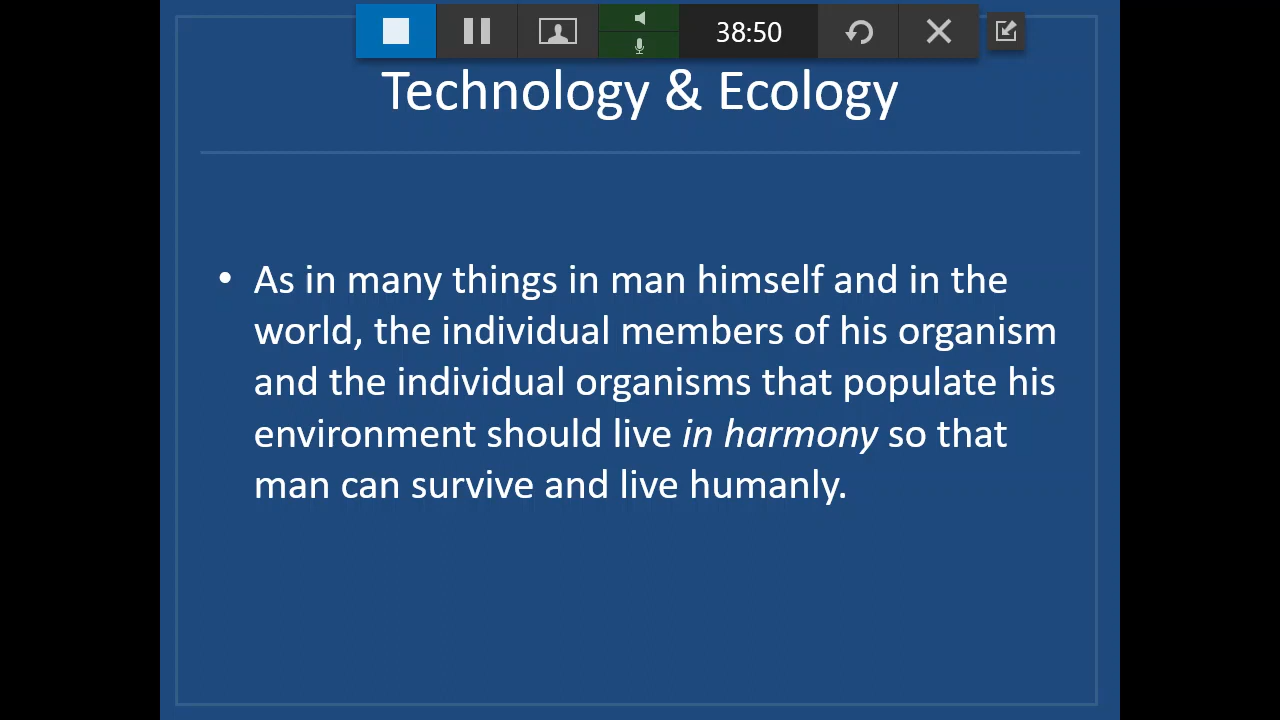 38:50
Technology & Ecology
• As in many things in man himself and in the
world, the individual members of his organism
and the individual organisms that populate his
environment should live in harmony so that
man can survive and live humanly.